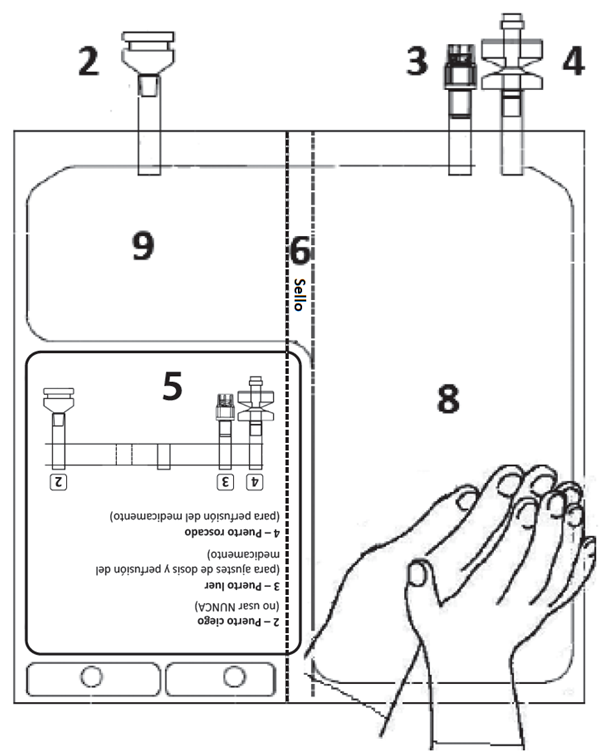 2
3
4
9
6
Sello
5
8
2 – Puerto ciego
(no usar NUNCA)
3 – Puerto luer
(para ajustes de dosis y perfusión del
medicamento)
4 – Puerto roscado
(para perfusión del medicamento)
4 3 2